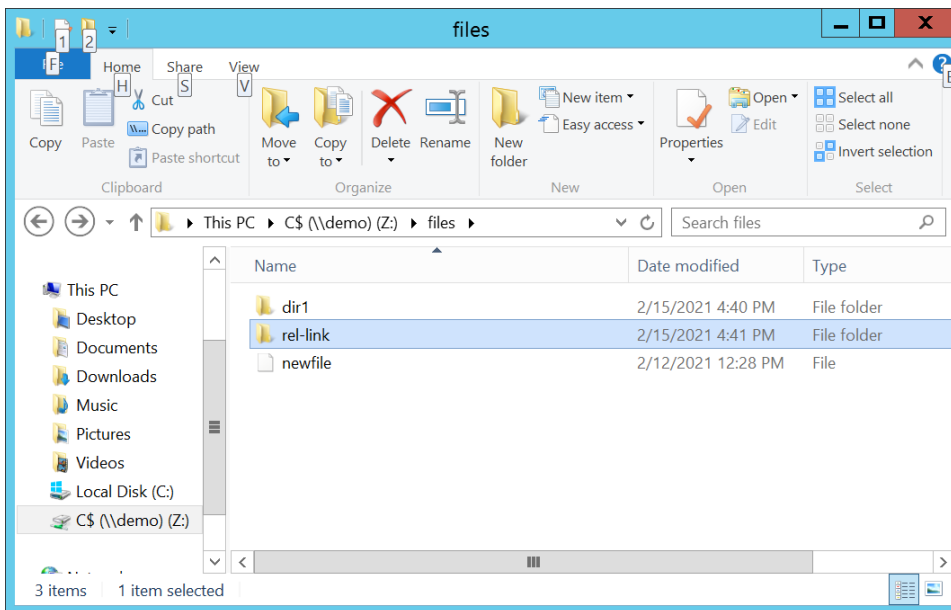 files
1
2
File
F
Home
H
Share
S
View
V
E
Copy
Paste
Cut
W... Copy path
Paste shortcut
Move to
Copy to
Delete
Rename
New folder
New item
Easy access
Properties
Open
Edit
Select all
Select none
Invert selection
Clipboard
Organize
New
Open
Select
This PC
C$ (\\demo) (Z:)
files
Search files
Name
Date modified
Type
This PC
Desktop
Documents
Downloads
Music
Pictures
Videos
Local Disk (C:)
C$ (\\demo) (Z:)
dir1 2/15/2021 4:40 PM File folder
rel-link 2/15/2021 4:41 PM File folder
newfile 2/12/2021 12:28 PM File
3 items 1 item selected